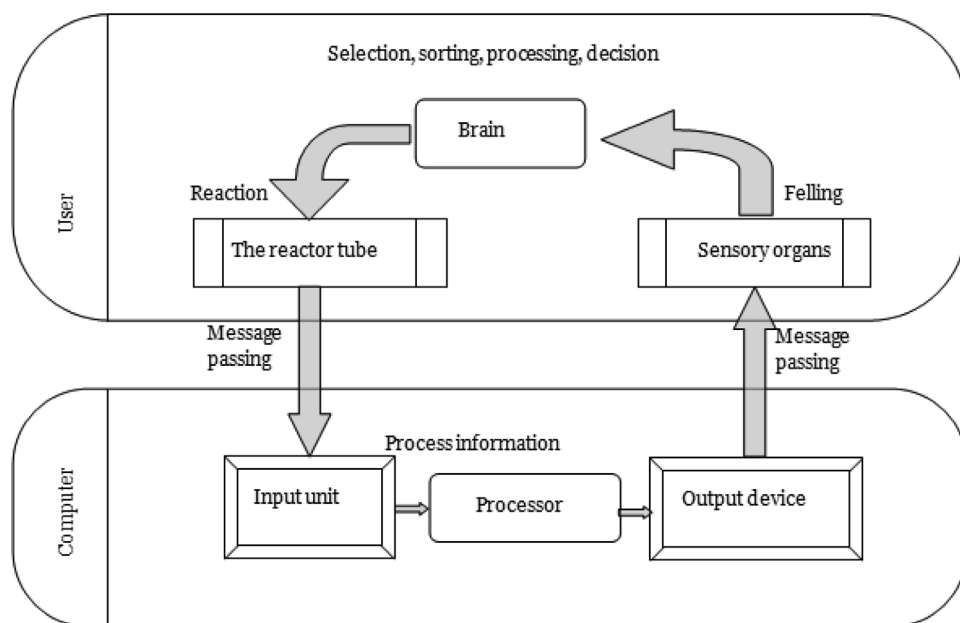 Selection, sorting, processing, decision
Brain
Reaction
Felling
User
The reactor tube
Sensory organs
Message
passing
Message
passing
Process information
Input unit
Processor
Output device
Computer